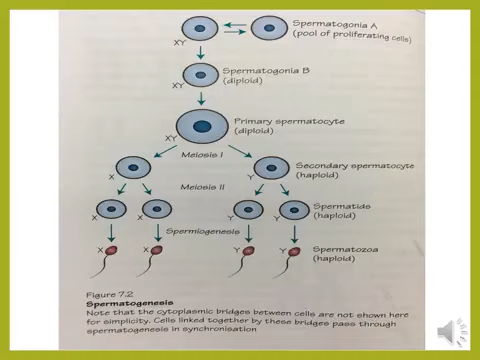 Spermatogonia A
(pool of proliferating cells)
XY
Spermatogonia B
(diploid)
XY
Primary spermatocyte
(diploid)
XY
Meiosis I
Secondary spermatocyte
(haploid)
X
Y
Meiosis II
Spermatids
(haploid)
X
X
Y
Y
Spermiogenesis
Spermatozoa
(haploid)
X
X
Y
Y
Figure 7.2
Spermatogenesis
Note that the cytoplasmic bridges between cells are not shown here
for simplicity. Cells linked together by these bridges pass through
spermatogenesis in synchronisation